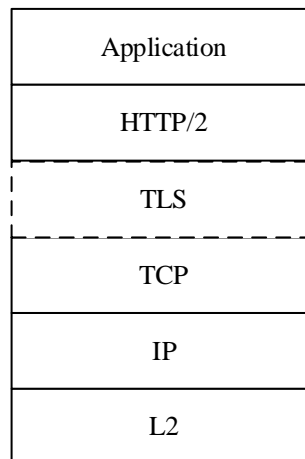 Application
HTTP/2
TLS
TCP
IP
L2